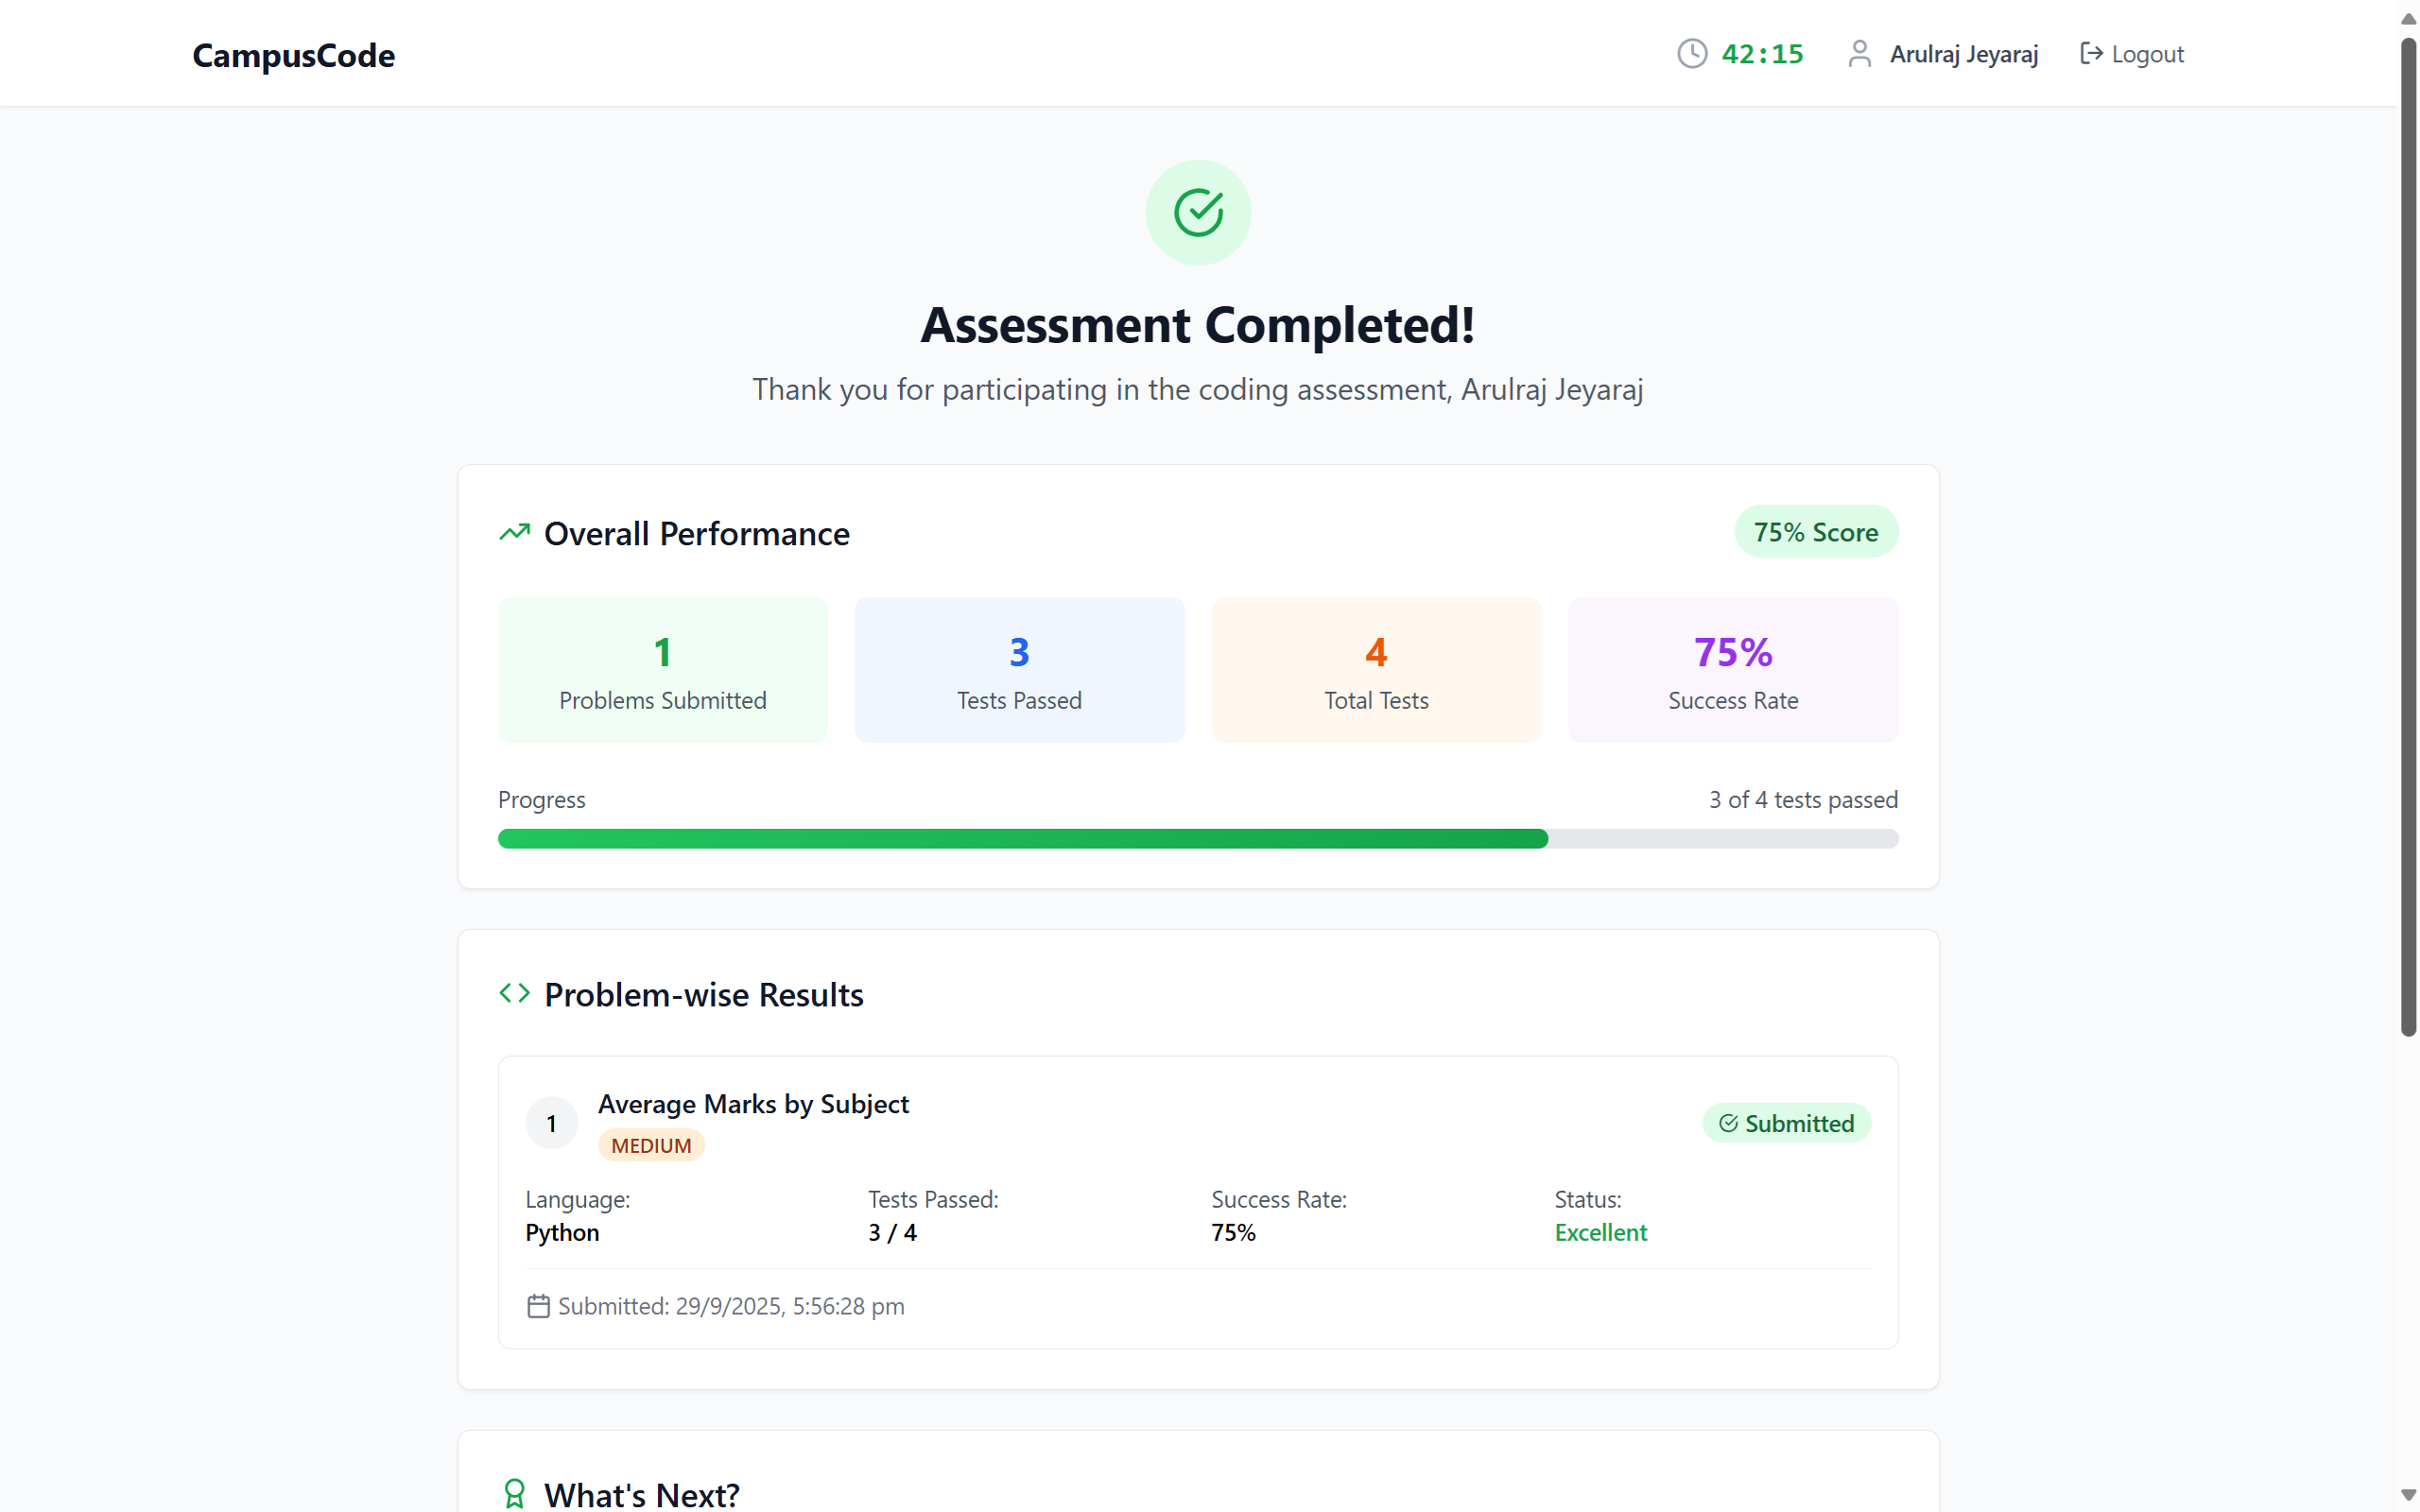 CampusCode
42:15
Arulraj Jeyaraj
Logout
Assessment Completed!
Thank you for participating in the coding assessment, Arulraj Jeyaraj
Overall Performance
75% Score
1
Problems Submitted
3
Tests Passed
4
Total Tests
75%
Success Rate
Progress
3 of 4 tests passed
Problem-wise Results
1
Average Marks by Subject
MEDIUM
Submitted
Language:
Python
Tests Passed:
3 / 4
Success Rate:
75%
Status:
Excellent
Submitted: 29/9/2025, 5:56:28 pm
What's Next?